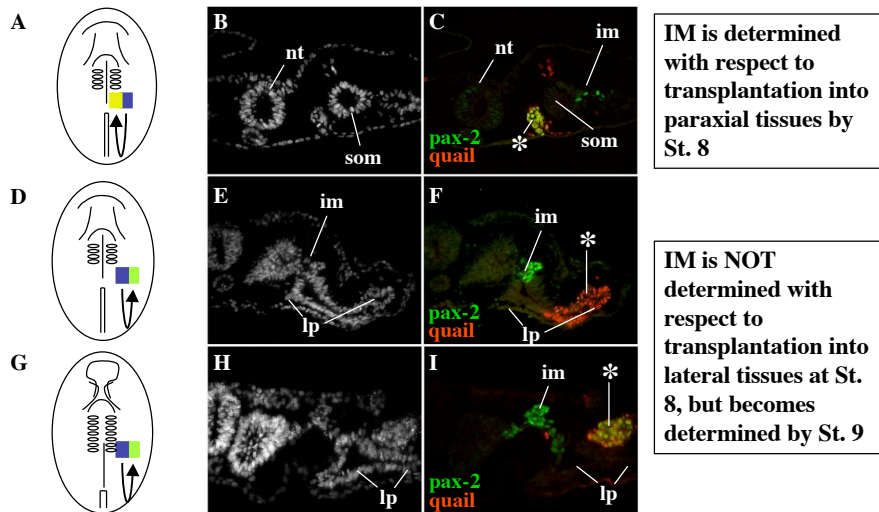 A
B
nt
som
C
nt
im
pax-2
quail
*
som
IM is determined
with respect to
transplantation into
paraxial tissues by
St. 8
D
E
im
lp
F
im
*
pax-2
quail
lp
IM is NOT
determined with
respect to
transplantation into
lateral tissues at St.
8, but becomes
determined by St. 9
G
H
lp
I
im
*
pax-2
quail
lp